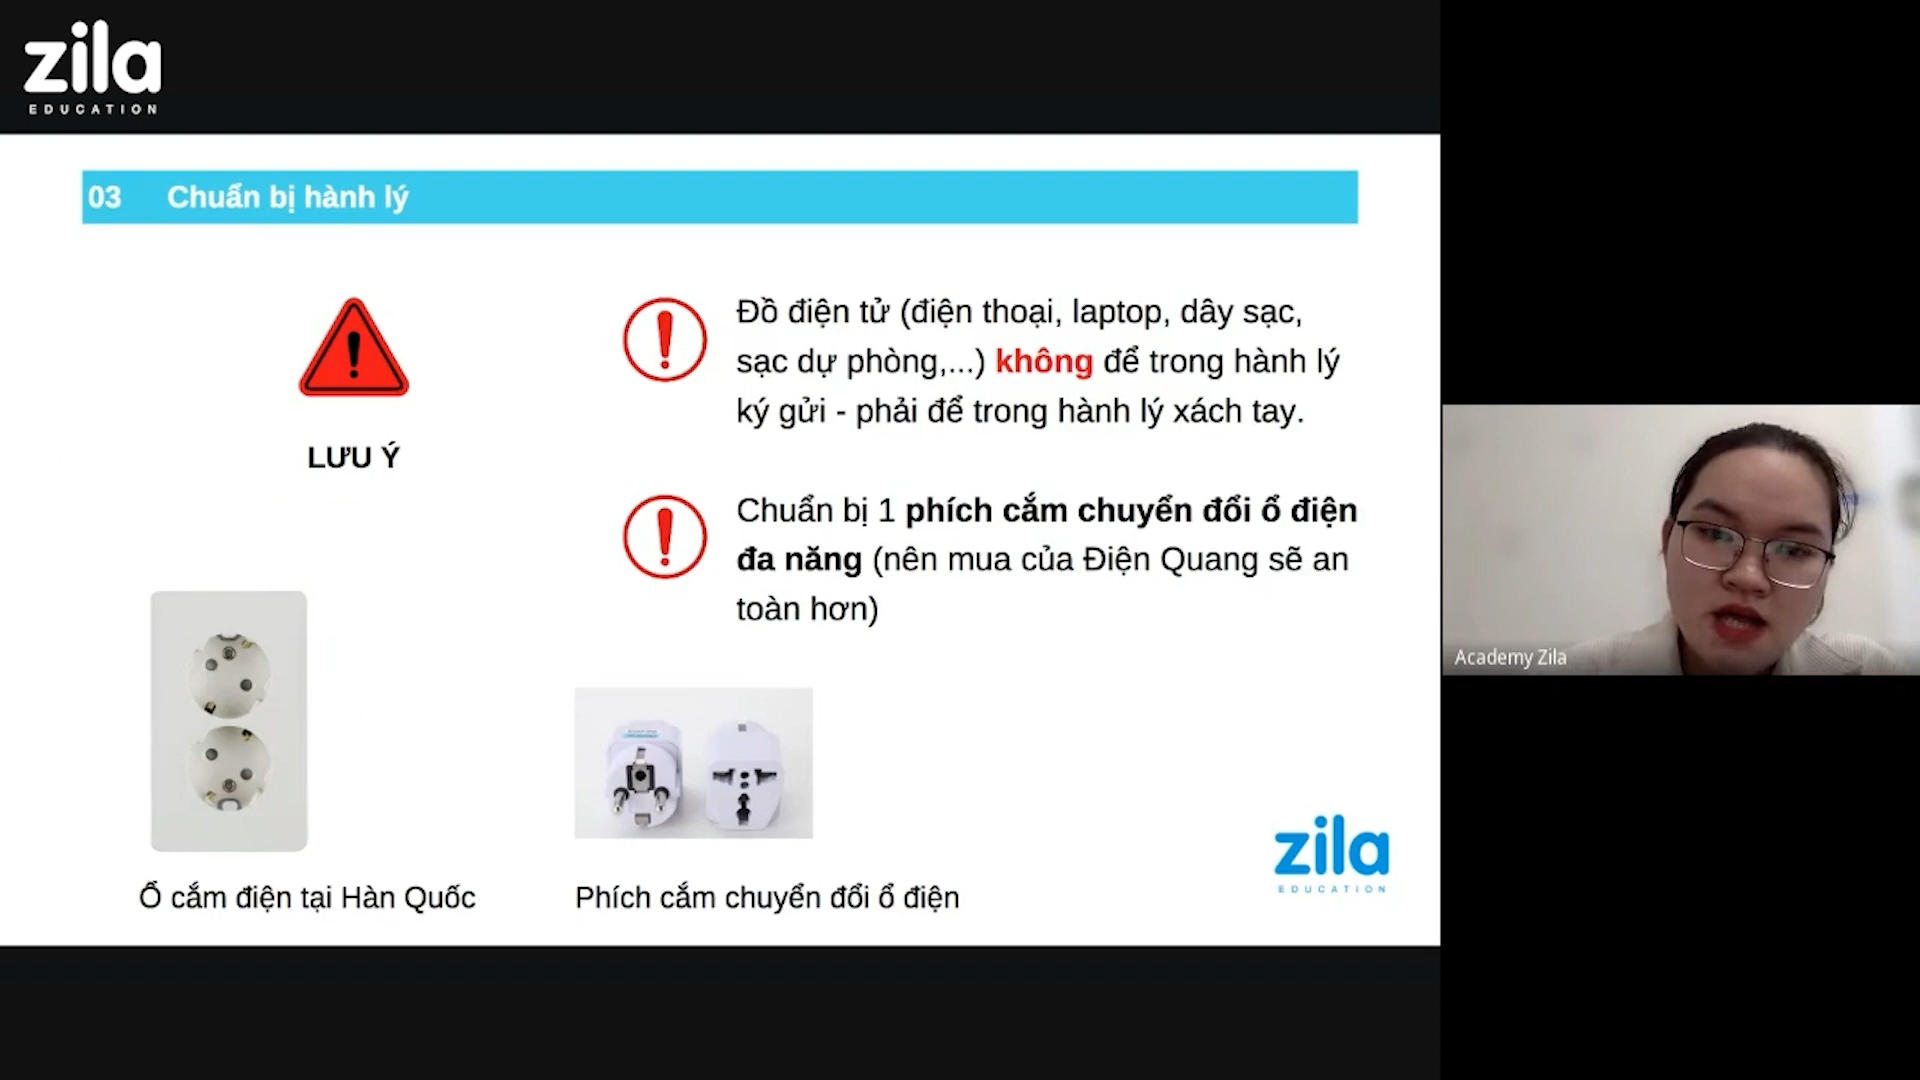 zila
EDUCATION
03 Chuẩn bị hành lý
LƯU Ý
Đồ điện tử (điện thoại, laptop, dây sạc,
sạc dự phòng,...) không để trong hành lý
ký gửi - phải để trong hành lý xách tay.
Chuẩn bị 1 phích cắm chuyển đổi ổ điện
đa năng (nên mua của Điện Quang sẽ an
toàn hơn)
Ổ cắm điện tại Hàn Quốc
Phích cắm chuyển đổi ổ điện
zila
EDUCATION
Academy Zila